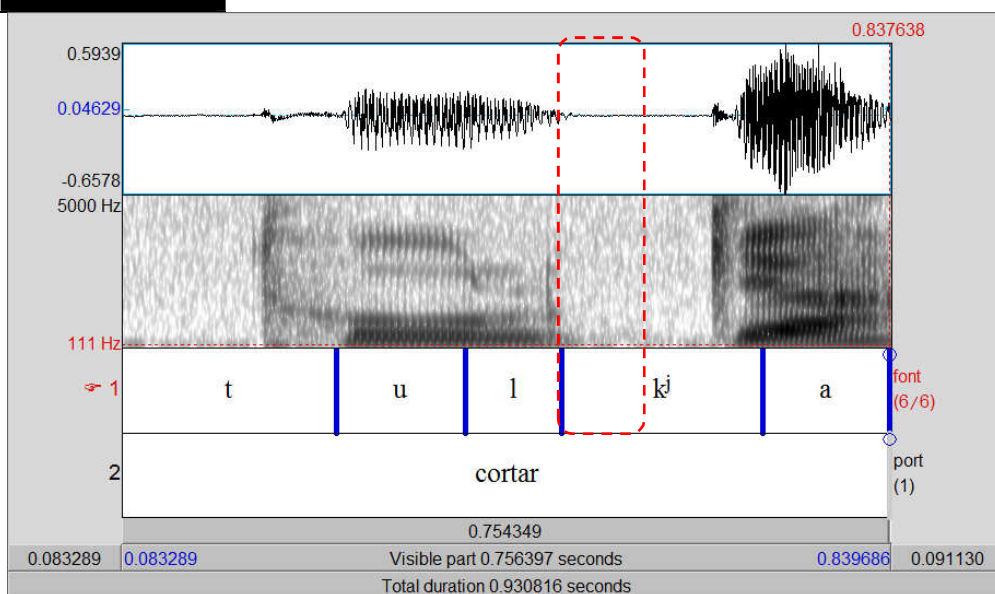 0.837638
0.5939
0.04629
-0.6578
5000 Hz
111 Hz
☞ 1 t u l kʲ a font (6/6)
2 cortar port (1)
0.754349
0.083289 0.083289 Visible part 0.756397 seconds 0.839686 0.091130
Total duration 0.930816 seconds